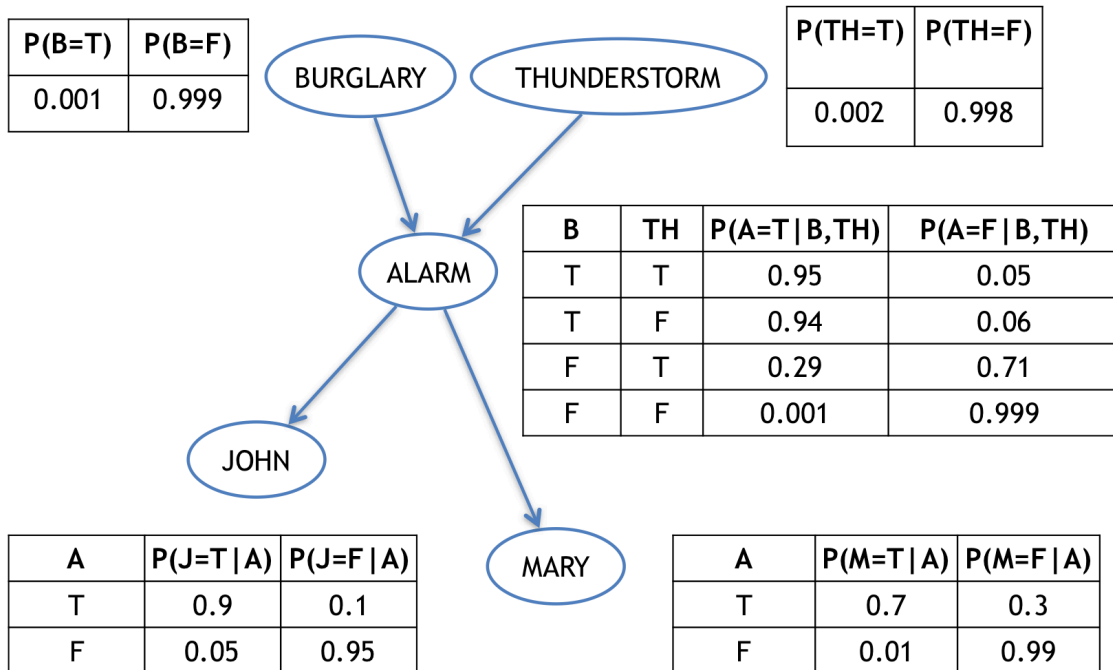 P(B=T) P(B=F)
0.001 0.999
BURGLARY
THUNDERSTORM
P(TH=T) P(TH=F)
0.002 0.998
ALARM
B TH P(A=T|B,TH) P(A=F|B,TH)
T T 0.95 0.05
T F 0.94 0.06
F T 0.29 0.71
F F 0.001 0.999
JOHN
MARY
A P(J=T|A) P(J=F|A)
T 0.9 0.1
F 0.05 0.95
A P(M=T|A) P(M=F|A)
T 0.7 0.3
F 0.01 0.99